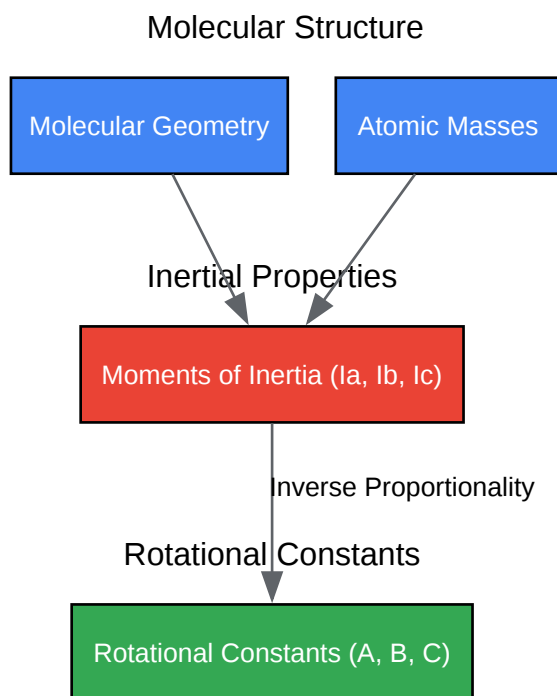 Molecular Structure
Molecular Geometry
Atomic Masses
Inertial Properties
Moments of Inertia (Ia, Ib, Ic)
Inverse Proportionality
Rotational Constants
Rotational Constants (A, B, C)